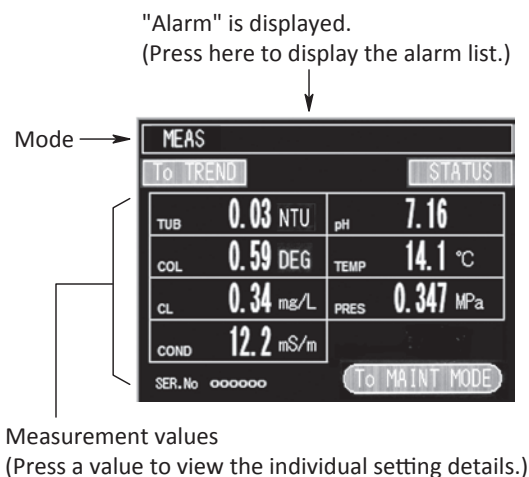 "Alarm" is displayed.
(Press here to display the alarm list.)
Mode
MEAS
To TREND STATUS
TUB 0.03 NTU pH 7.16
COL 0.59 DEG TEMP 14.1 ℃
CL 0.34 mg/L PRES 0.347 MPa
COND 12.2 mS/m
SER.No oooooo To MAINT MODE
Measurement values
(Press a value to view the individual setting details.)